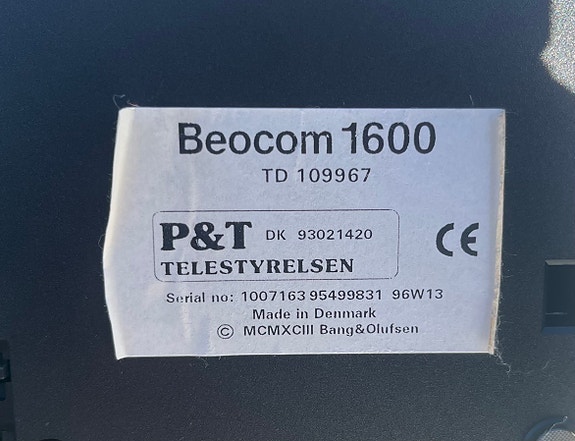 Beocom 1600
TD 109967
P&T DK 93021420
TELESTYRELSEN
CE
Serial no: 1007163 95499831 96W13
Made in Denmark
© MCMXCIII Bang&Olufsen